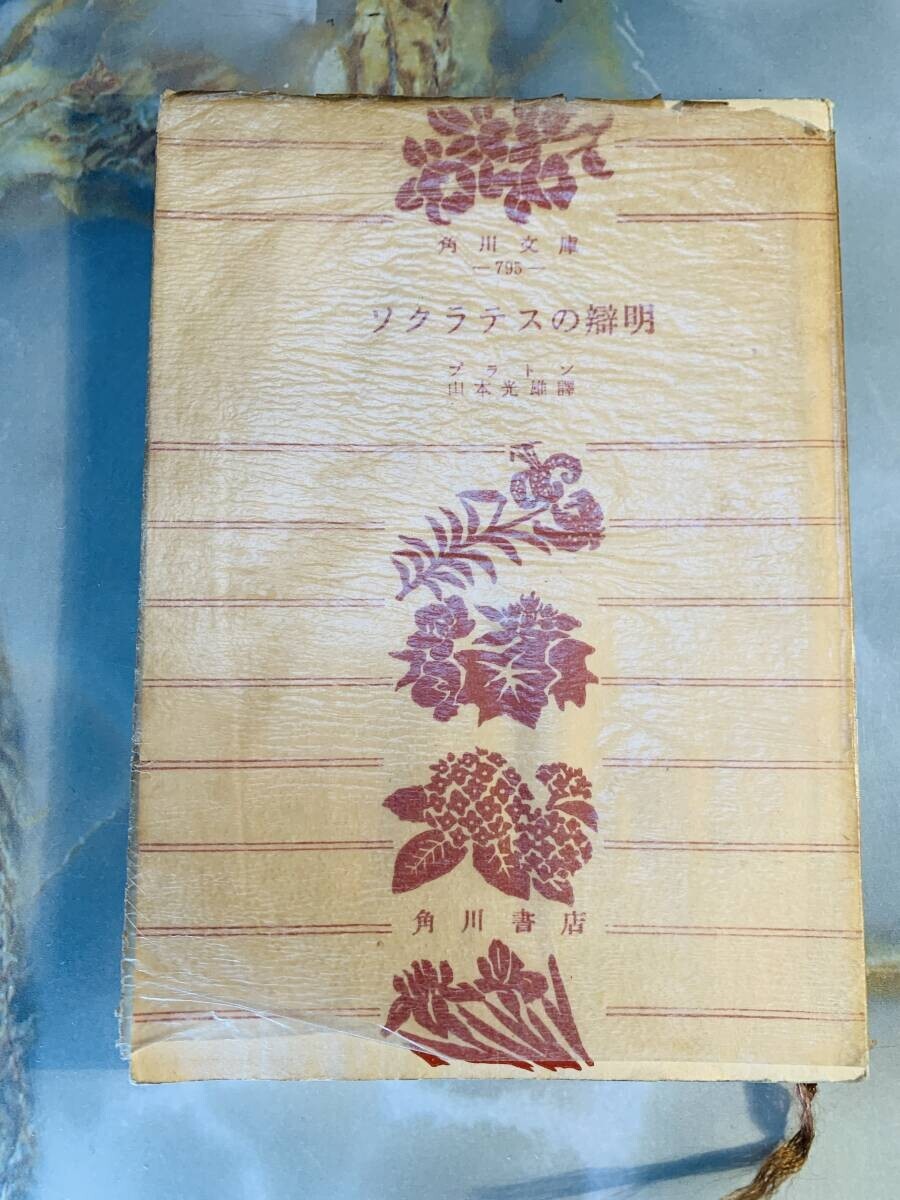 角川文庫
—795—
ソクラテスの辯明
プラトン
山本光雄譯
角川書店